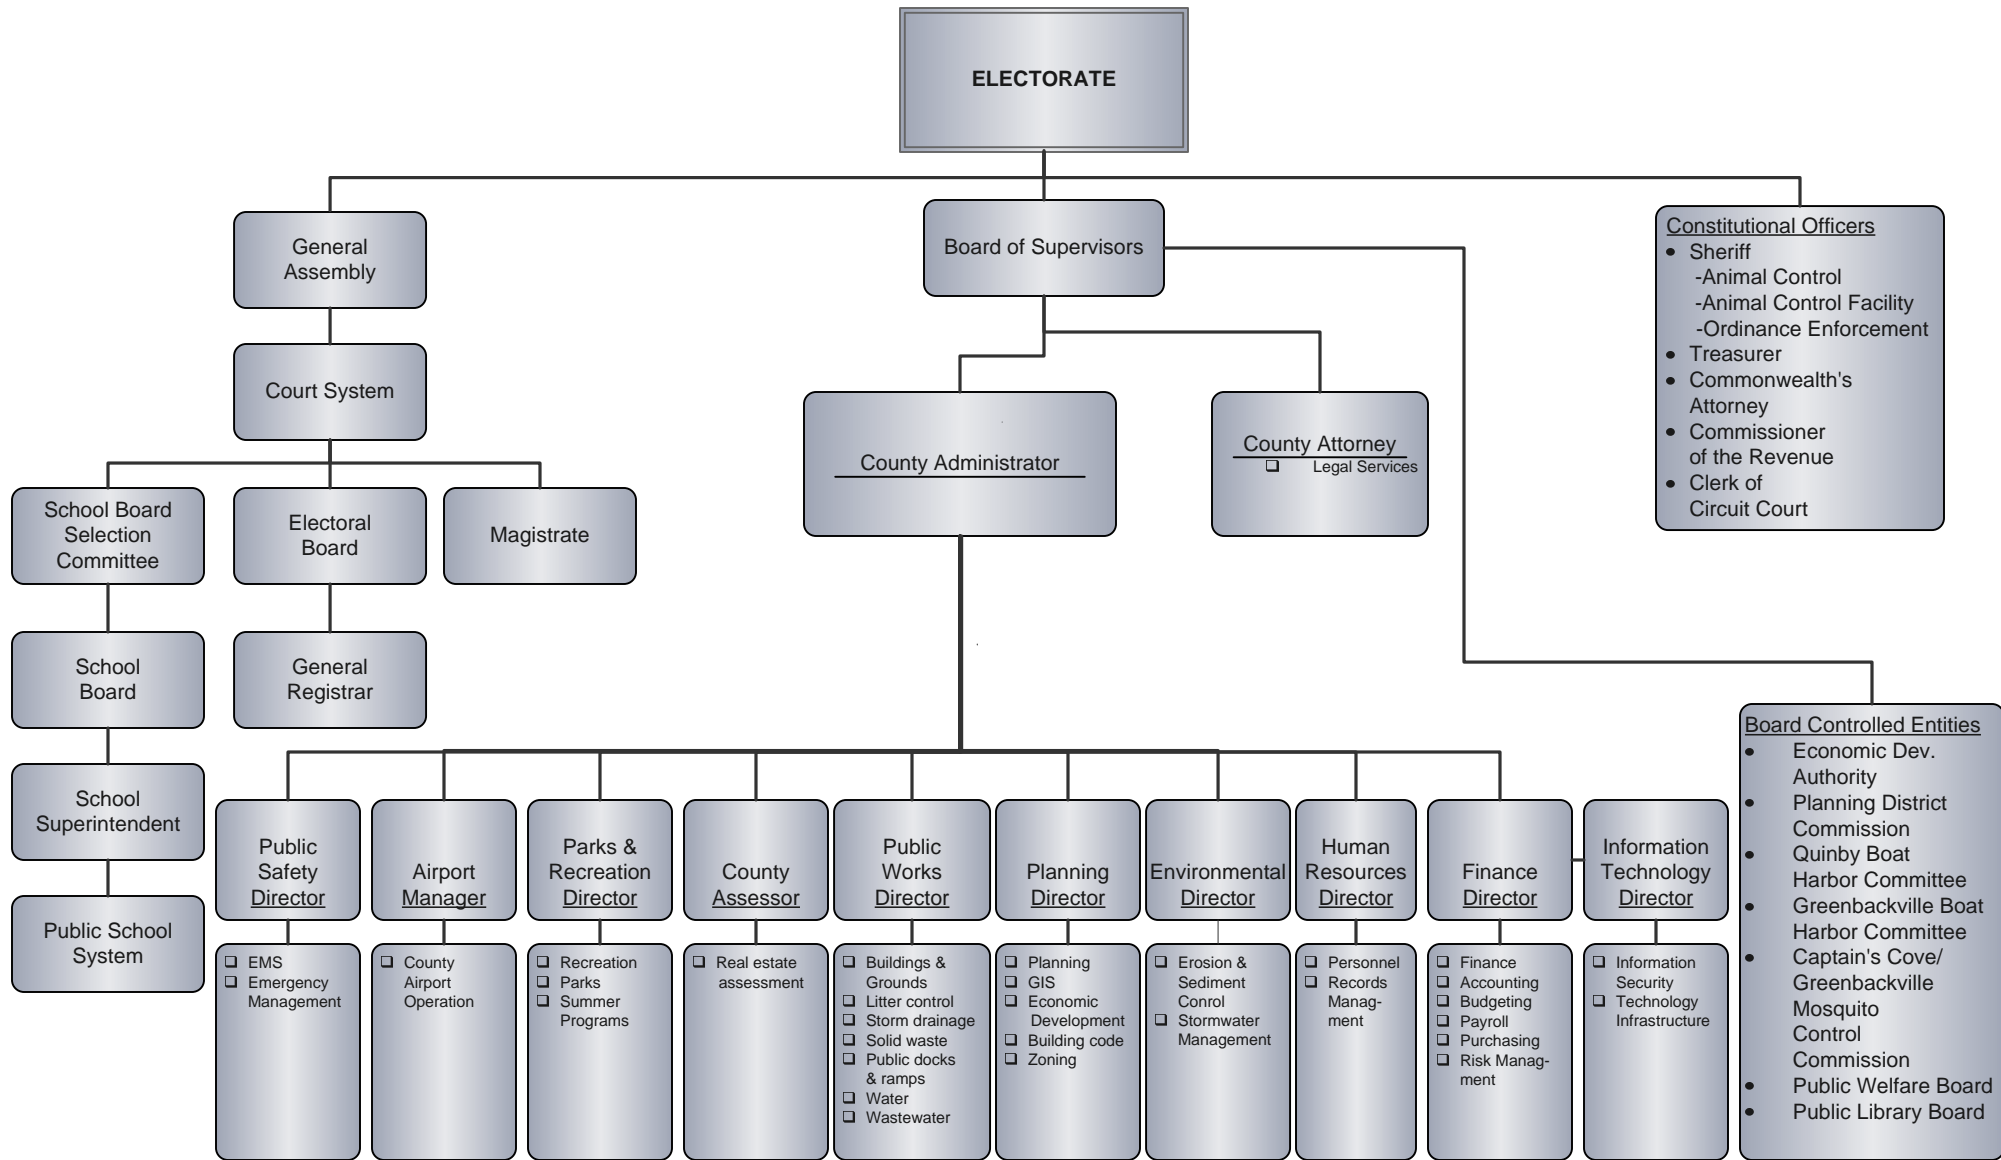 ELECTORATE
General
Assembly
Board of Supervisors
Constitutional Officers
• Sheriff
-Animal Control
-Animal Control Facility
-Ordinance Enforcement
• Treasurer
• Commonwealth's
Attorney
• Commissioner
of the Revenue
• Clerk of
Circuit Court
Court System
County Administrator
County Attorney
❑ Legal Services
School Board
Selection
Committee
Electoral
Board
Magistrate
School
Board
General
Registrar
School
Superintendent
Public School
System
Public
Safety
Director
❑ EMS
❑ Emergency
Management
Airport
Manager
❑ County
Airport
Operation
Parks &
Recreation
Director
❑ Recreation
❑ Parks
❑ Summer
Programs
County
Assessor
❑ Real estate
assessment
Public
Works
Director
❑ Buildings &
Grounds
❑ Litter control
❑ Storm drainage
❑ Solid waste
❑ Public docks
& ramps
❑ Water
❑ Wastewater
Planning
Director
❑ Planning
❑ GIS
❑ Economic
Development
❑ Building code
❑ Zoning
Environmental
Director
❑ Erosion &
Sediment
Conrol
❑ Stormwater
Management
Human
Resources
Director
❑ Personnel
❑ Records
Manag-
ment
Finance
Director
❑ Finance
❑ Accounting
❑ Budgeting
❑ Payroll
❑ Purchasing
❑ Risk Manag-
ment
Information
Technology
Director
❑ Information
Security
❑ Technology
Infrastructure
Board Controlled Entities
• Economic Dev.
Authority
• Planning District
Commission
• Quinby Boat
Harbor Committee
• Greenbackville Boat
Harbor Committee
• Captain's Cove/
Greenbackville
Mosquito
Control
Commission
• Public Welfare Board
• Public Library Board